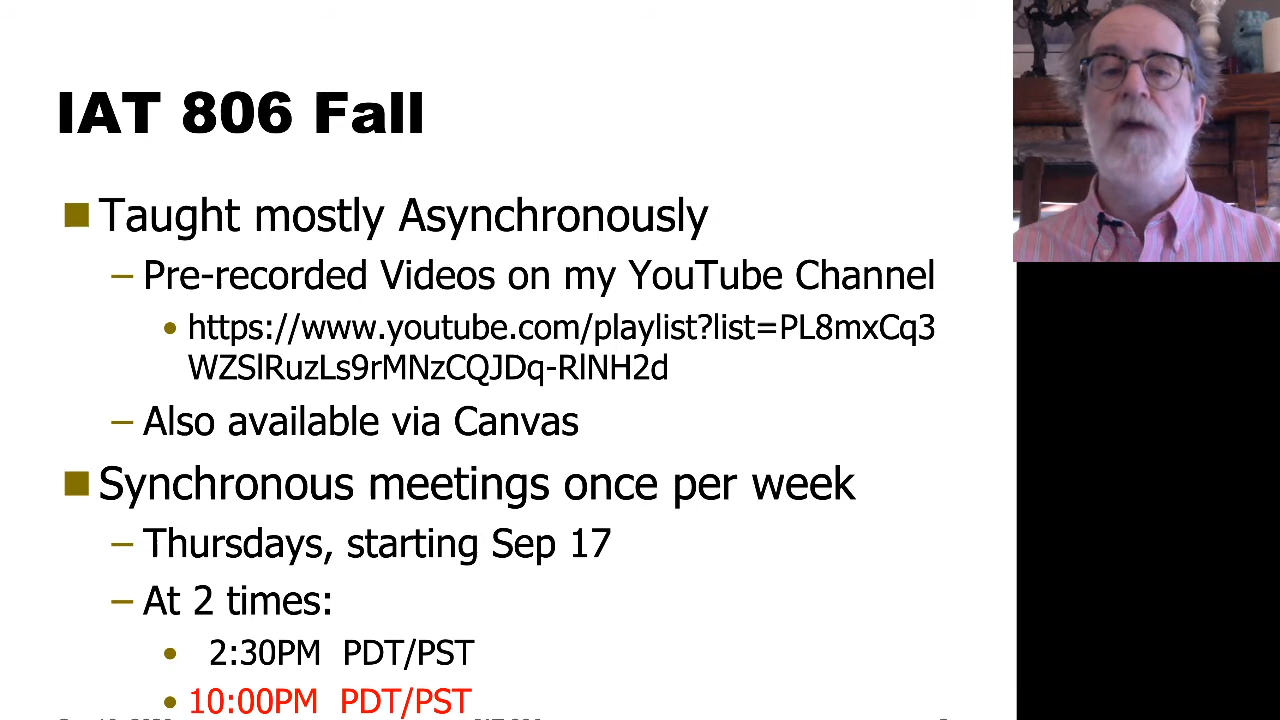 IAT 806 Fall
Taught mostly Asynchronously
– Pre-recorded Videos on my YouTube Channel
• https://www.youtube.com/playlist?list=PL8mxCq3
WZSlRuzLs9rMNzCQJDq-RlNH2d
– Also available via Canvas
Synchronous meetings once per week
– Thursdays, starting Sep 17
– At 2 times:
• 2:30PM PDT/PST
• 10:00PM PDT/PST